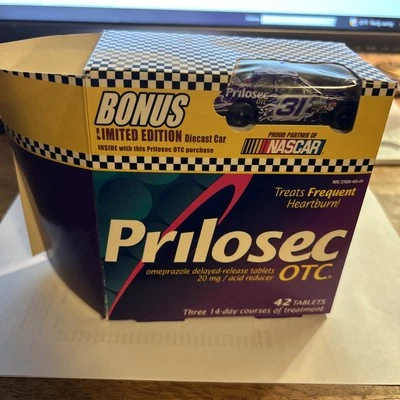 BONUS
LIMITED EDITION Diecast Car
INSIDE with this Prilosec OTC purchase
Prilosec
OTC
31
PROUD PARTNER OF
NASCAR
Treats Frequent
Heartburn!
Prilosec
OTC
omeprazole delayed-release tablets
20 mg / acid reducer
42 TABLETS
Three 14-day courses of treatment